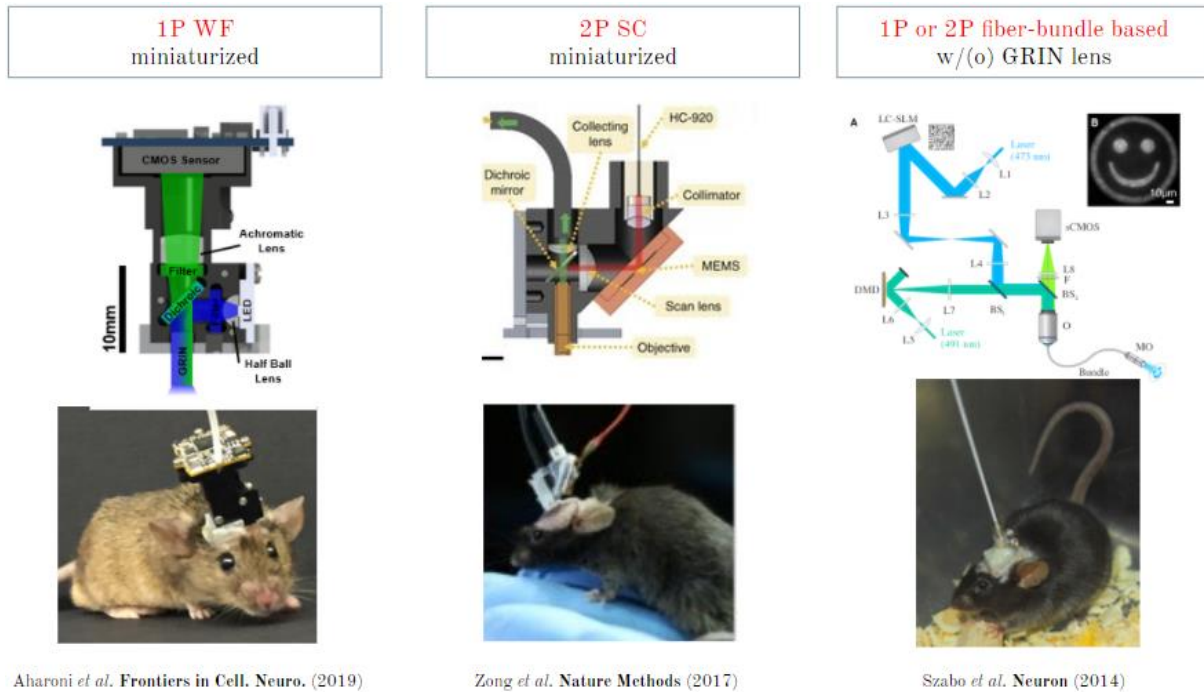 1P WF
miniaturized
2P SC
miniaturized
1P or 2P fiber-bundle based
w/(o) GRIN lens
CMOS Sensor
Achromatic
Lens
Filter
Dichroic
LED
10mm
GRIN
Half Ball
Lens
Collecting
lens
HC-920
Dichroic
mirror
Collimator
MEMS
Scan lens
Objective
A
LC-SLM
Laser
(473 nm)
L1
L2
L3
B
10μm
sCMOS
L4
L8
F
DMD
L7
L6
BS₁
BS₂
L5
Laser
(491 nm)
O
MO
Bundle
Aharoni et al. Frontiers in Cell. Neuro. (2019)
Zong et al. Nature Methods (2017)
Szabo et al. Neuron (2014)